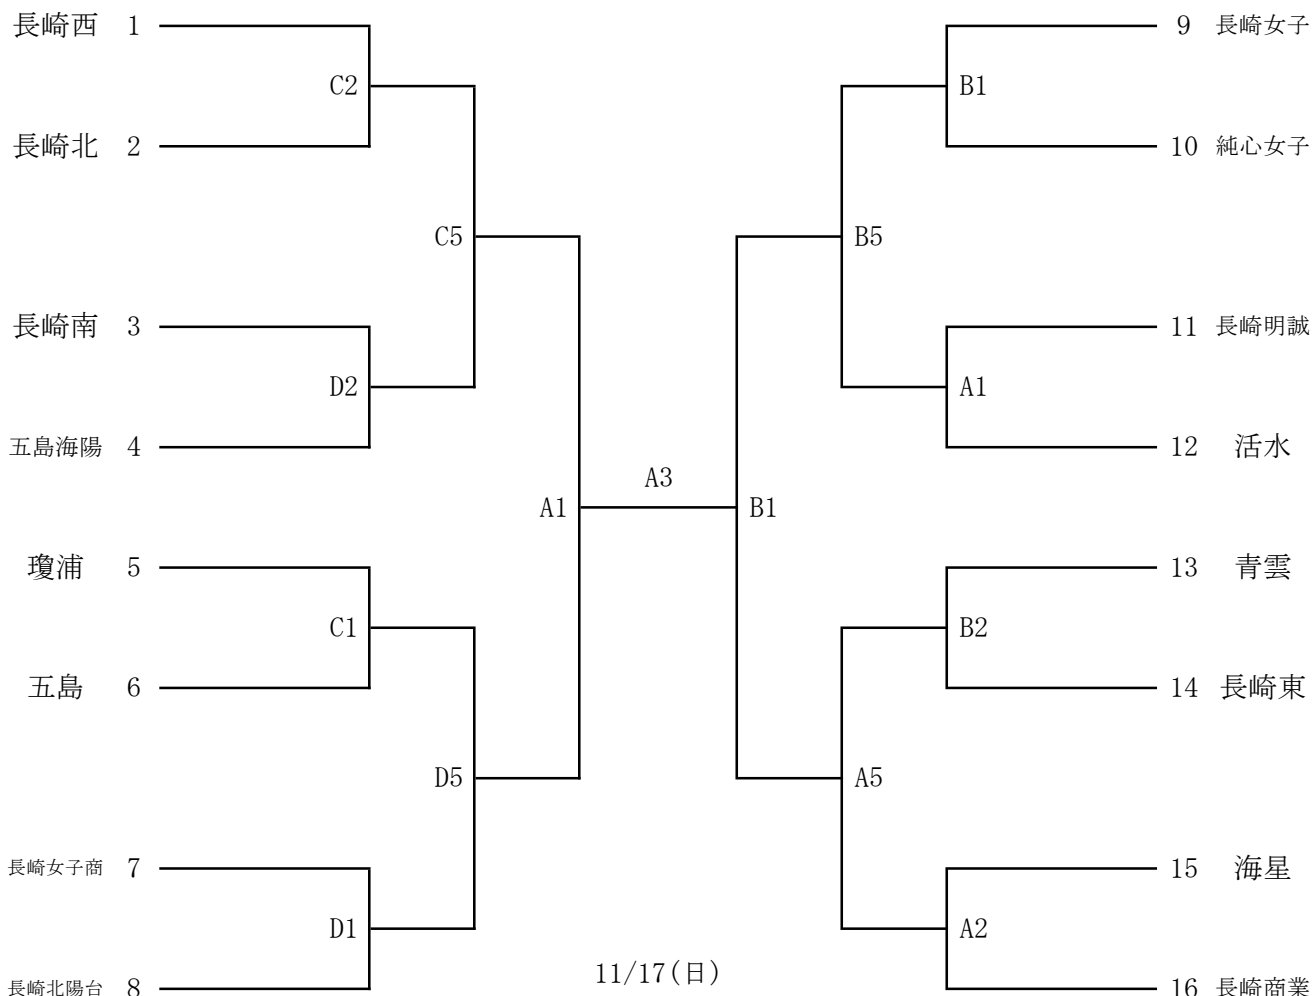 長崎西 1
9 長崎女子
C2
B1
長崎北 2
10 純心女子
C5
B5
長崎南 3
11 長崎明誠
D2
A1
五島海陽 4
12 活水
A3
A1
B1
瓊浦 5
13 青雲
C1
B2
五島 6
14 長崎東
D5
A5
長崎女子商 7
15 海星
D1
A2
11/17(日)
長崎北陽台 8
16 長崎商業